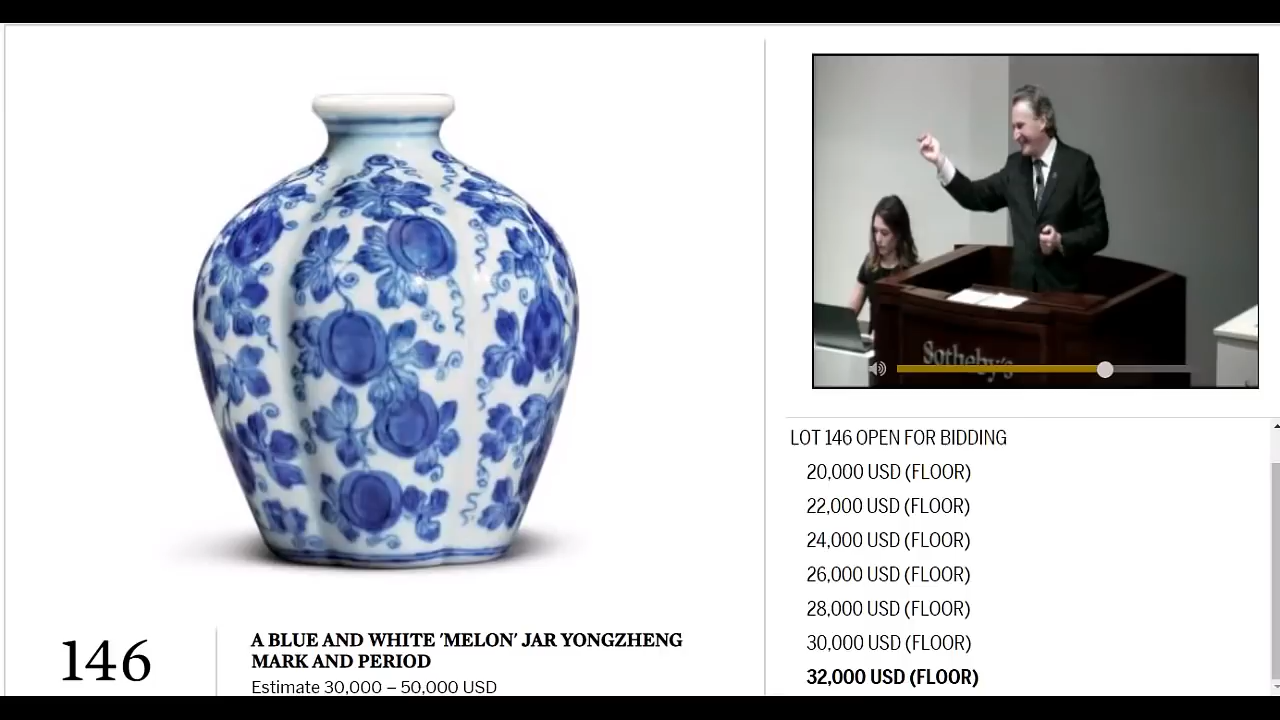 146
A BLUE AND WHITE 'MELON' JAR YONGZHENG
MARK AND PERIOD
Estimate 30,000 – 50,000 USD
Sotheby's
LOT 146 OPEN FOR BIDDING
20,000 USD (FLOOR)
22,000 USD (FLOOR)
24,000 USD (FLOOR)
26,000 USD (FLOOR)
28,000 USD (FLOOR)
30,000 USD (FLOOR)
32,000 USD (FLOOR)